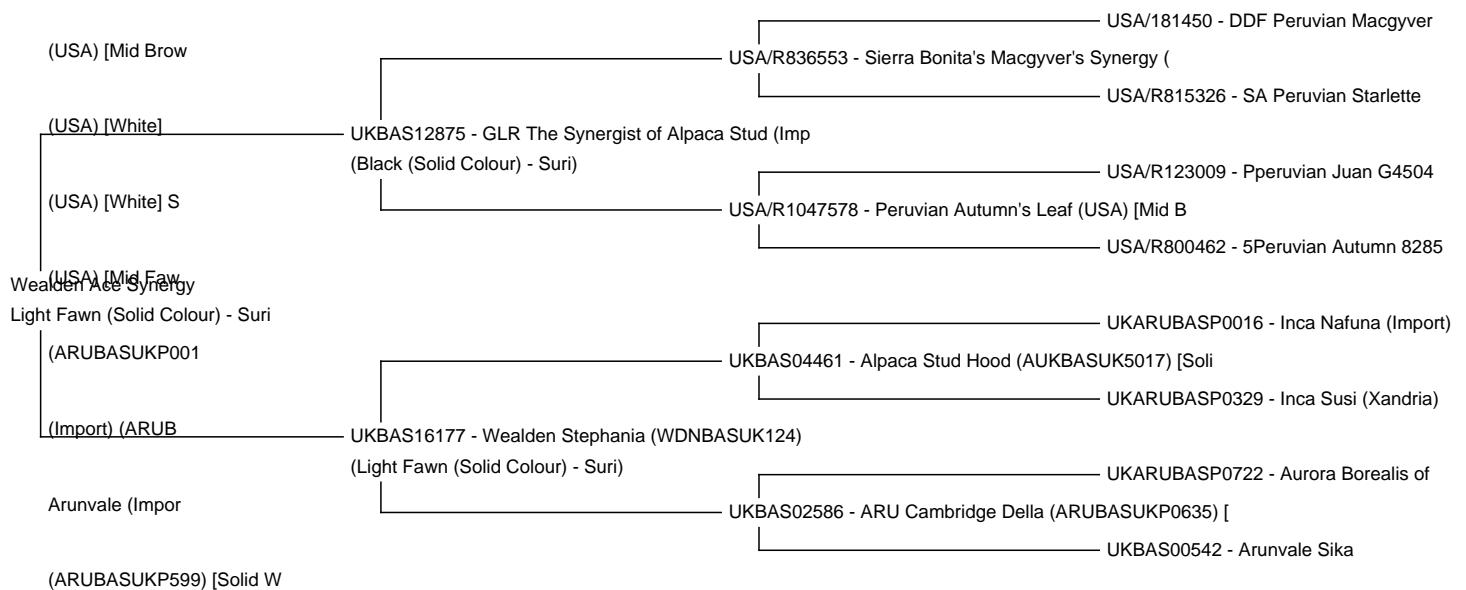 USA/181450 - DDF Peruvian Macgyver
(USA) [Mid Brow
USA/R836553 - Sierra Bonita's Macgyver's Synergy (
USA/R815326 - SA Peruvian Starlette
(USA) [White]
UKBAS12875 - GLR The Synergist of Alpaca Stud (Imp
(Black (Solid Colour) - Suri)
USA/R123009 - Pperuvian Juan G4504
(USA) [White] S
USA/R1047578 - Peruvian Autumn's Leaf (USA) [Mid B
USA/R800462 - 5Peruvian Autumn 8285
(USA) [Mid Faw
Wealden Ace Synergy
Light Fawn (Solid Colour) - Suri
UKARUBASP0016 - Inca Nafuna (Import)
(ARUBASUKP001
UKBAS04461 - Alpaca Stud Hood (AUKBASUK5017) [Soli
UKARUBASP0329 - Inca Susi (Xandria)
(Import) (ARUB
UKBAS16177 - Wealden Stephania (WDNBASUK124)
(Light Fawn (Solid Colour) - Suri)
UKARUBASP0722 - Aurora Borealis of
Arunvale (Impor
UKBAS02586 - ARU Cambridge Della (ARUBASUKP0635) [
UKBAS00542 - Arunvale Sika
(ARUBASUKP599) [Solid W